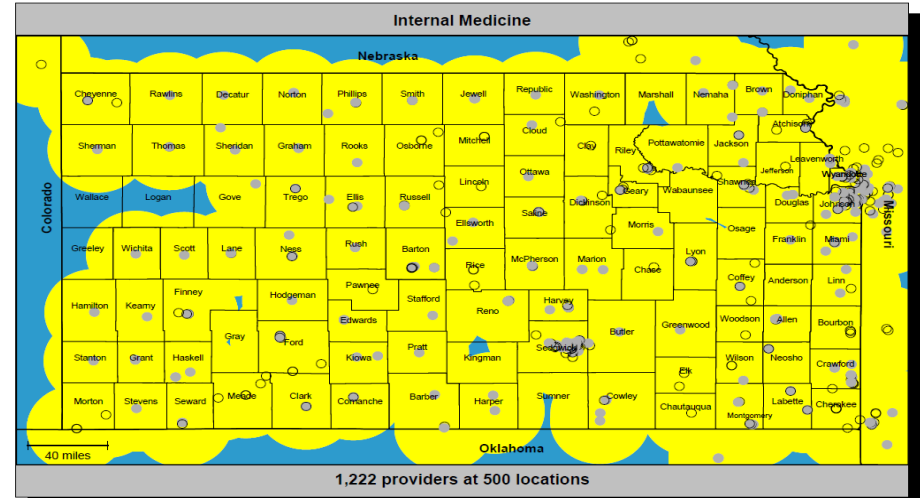 Internal Medicine
Nebraska
Cheyenne Rawlins Decatur Norton Phillips Smith Jewell Republic Washington Marshall Nemaha Brown Doniphan
Atchison
Sherman Thomas Sheridan Graham Rooks Osborne Mitchell Cloud Clay Riley Pottawatomie Jackson
Jefferson Leavenworth
Wyandotte
Colorado
Wallace Logan Gove Trego Ellis Russell Lincoln Ottawa Dickinson Geary Wabaunsee Shawnee Douglas Johnson
Missouri
Saline
Ellsworth Morris Osage
Greeley Wichita Scott Lane Ness Rush Barton Rice McPherson Marion Chase Lyon Franklin Miami
Hamilton Kearny Finney Hodgeman Pawnee Stafford Reno Harvey Coffey Anderson Linn
Gray Ford Edwards Butler Greenwood Woodson Allen Bourbon
Stanton Grant Haskell Kiowa Pratt Kingman Sedgwick Elk Wilson Neosho Crawford
Morton Stevens Seward Meade Clark Comanche Barber Harper Sumner Cowley Chautauqua Montgomery Labette Cherokee
40 miles
Oklahoma
1,222 providers at 500 locations